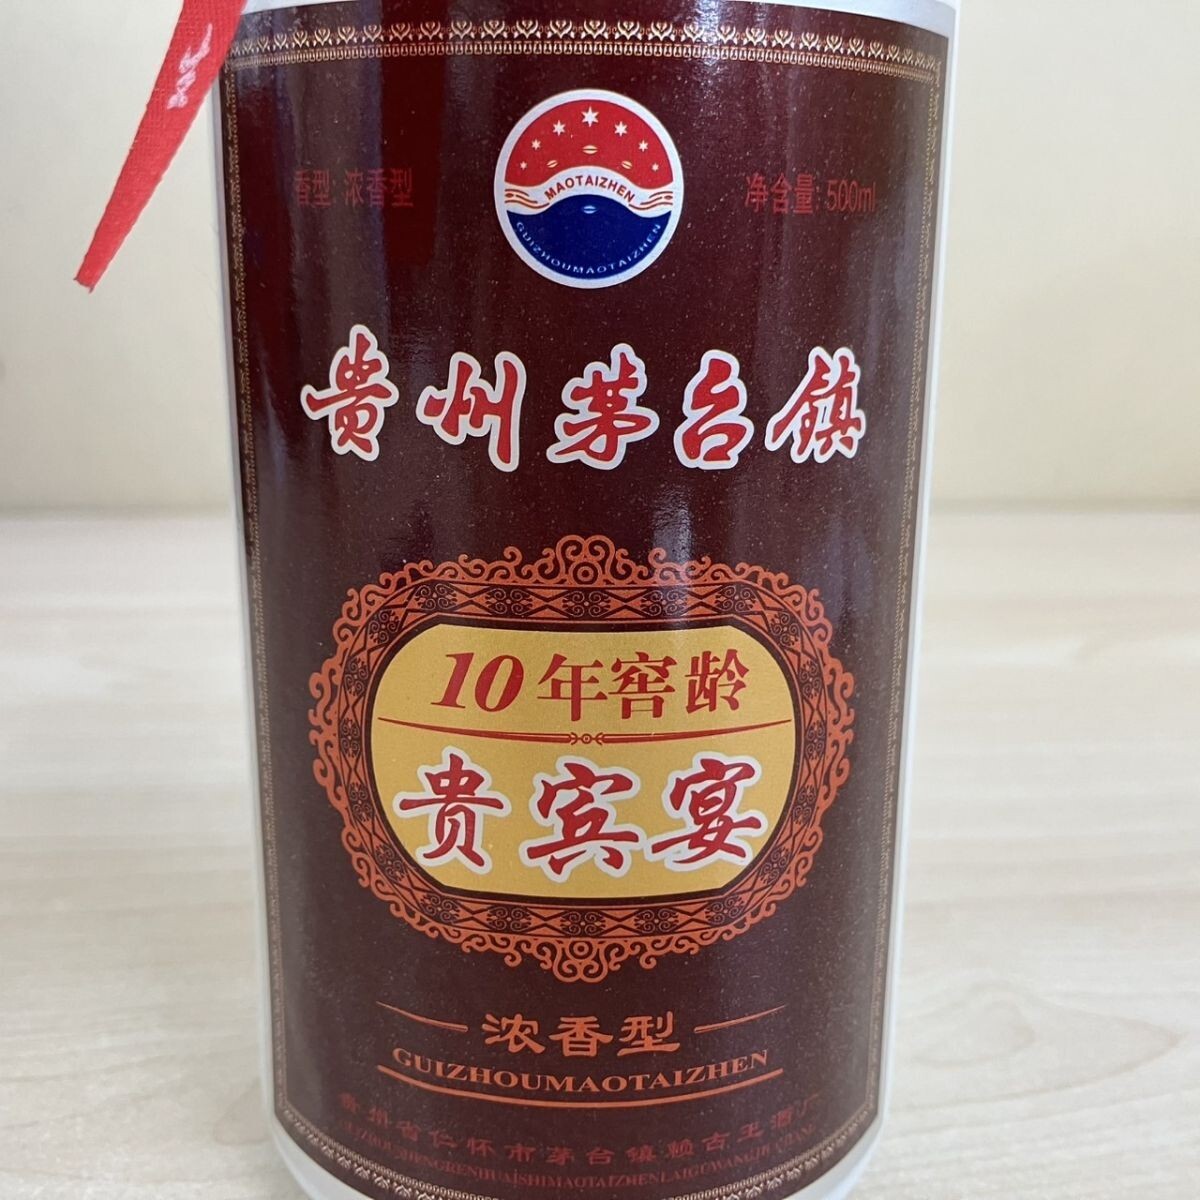 MAOTAIZHEN
GUIZHOUMAOTAIZHEN
香型: 浓香型
净含量: 500ml
贵州茅台镇
10年窖龄
贵宾宴
浓香型
GUIZHOUMAOTAIZHEN
贵州省仁怀市茅台镇赖古王酒厂